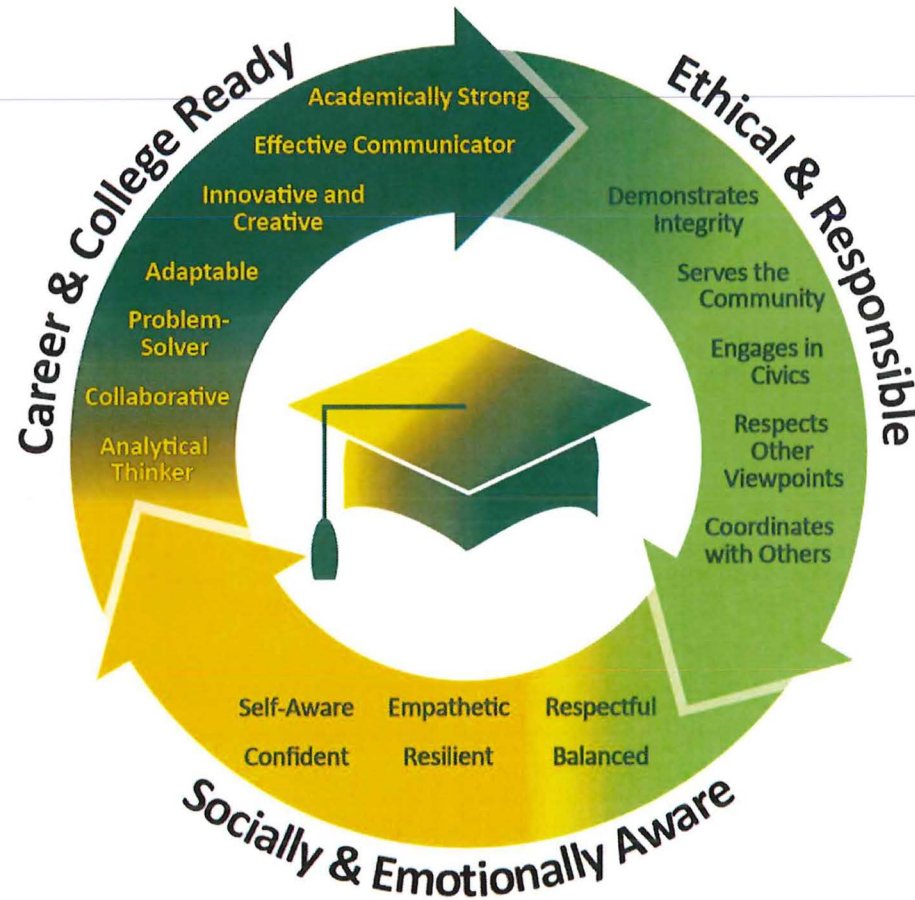 Career & College Ready
Academically Strong
Effective Communicator
Innovative and
Creative
Adaptable
Problem-
Solver
Collaborative
Analytical
Thinker
Ethical & Responsible
Demonstrates
Integrity
Serves the
Community
Engages in
Civics
Respects
Other
Viewpoints
Coordinates
with Others
Socially & Emotionally Aware
Self-Aware Empathetic Respectful
Confident Resilient Balanced